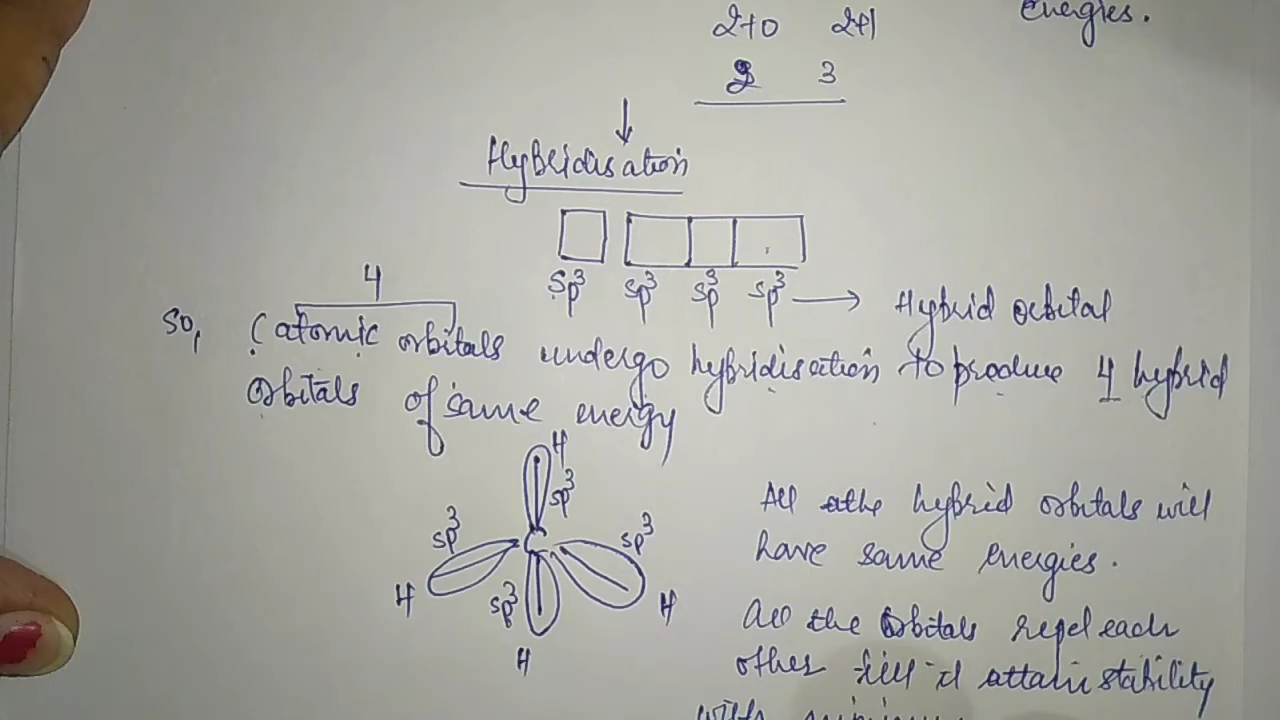 2+0 2+1 energies.
2 3
Hybridisation
sp³ sp³ sp³ sp³ → Hybrid orbital
4
So, (atomic orbitals undergo hybridisation to produce 4 hybrid
orbitals of same energy
H
sp³
sp³ C sp³
H sp³ H
H
All the hybrid orbitals will
have same energies.
All the orbitals repel each
other till it attain stability
with